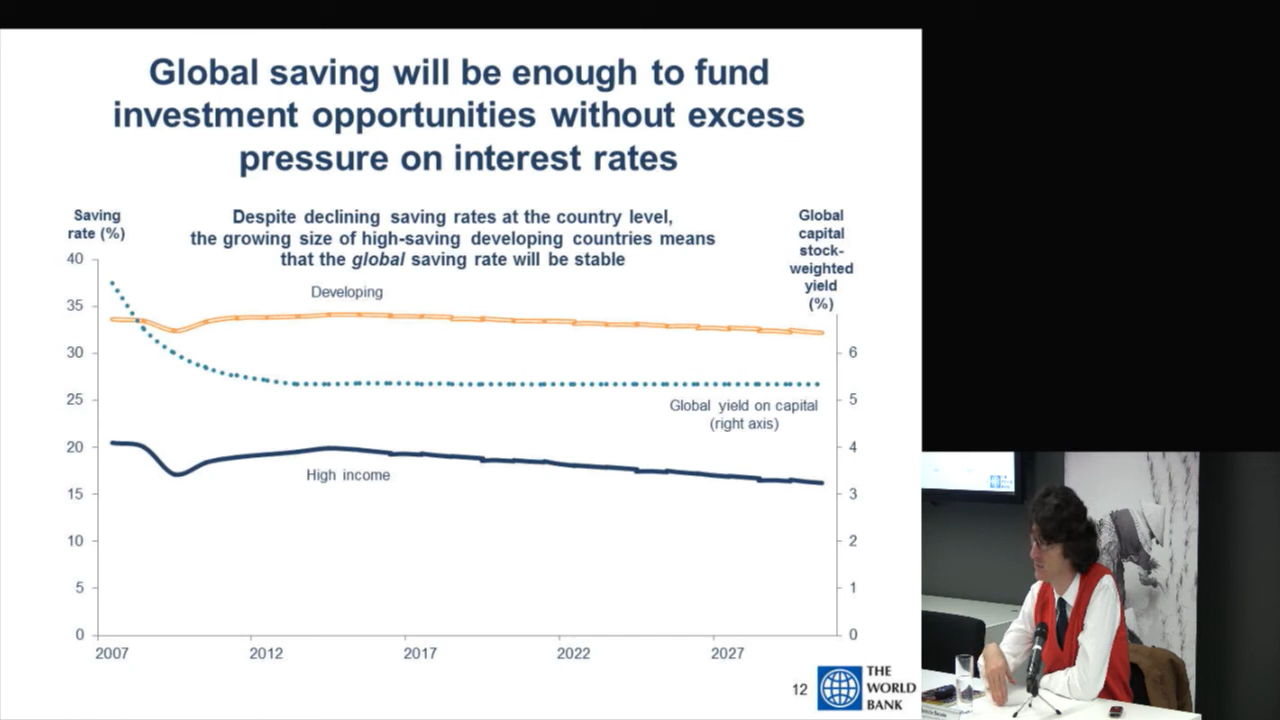 Global saving will be enough to fund
investment opportunities without excess
pressure on interest rates
Saving
rate (%)
Despite declining saving rates at the country level,
the growing size of high-saving developing countries means
that the global saving rate will be stable
Global
capital
stock-
weighted
yield
(%)
40
35
30
25
20
15
10
5
0
Developing
Global yield on capital
(right axis)
High income
6
5
4
3
2
1
0
2007
2012
2017
2022
2027
12
THE
WORLD
BANK